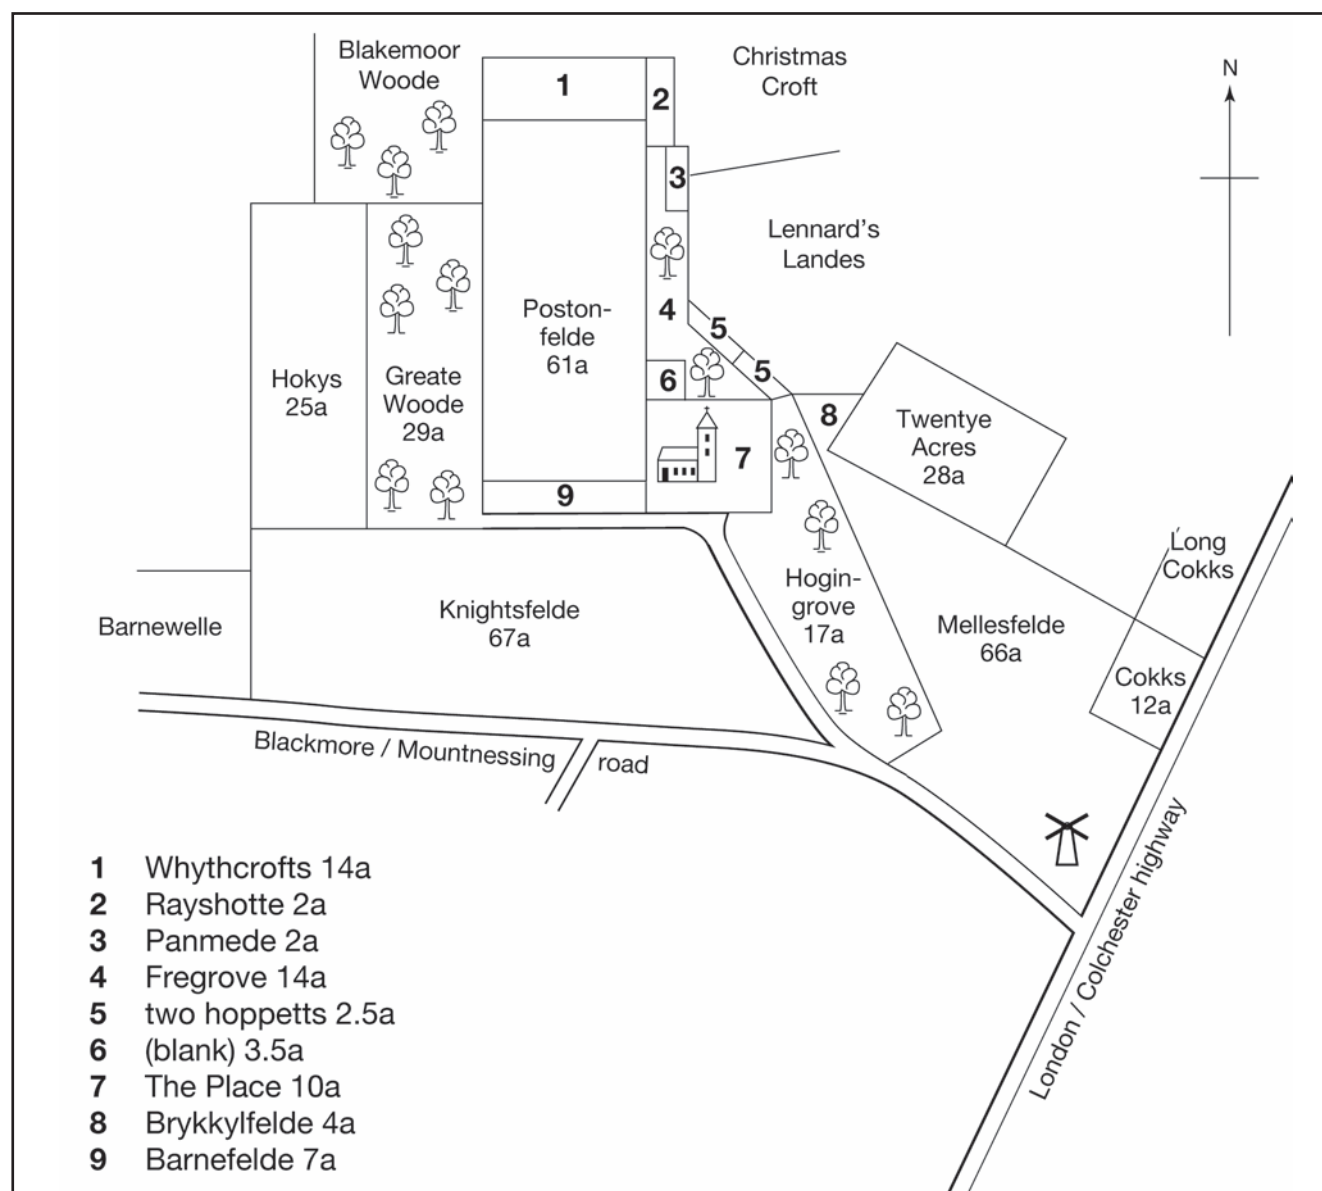 Blakemoor
Woode
1
2
Christmas
Croft
N
3
Lennard's
Landes
Poston-
felde
61a
4
5
5
6
Hokys
25a
Greate
Woode
29a
8
Twentye
Acres
28a
7
9
Long
Cokks
Hogin-
grove
17a
Barnewelle
Knightsfelde
67a
Mellesfelde
66a
Cokks
12a
Blackmore / Mountnessing road
London / Colchester highway
1 Whythcrofts 14a
2 Rayshotte 2a
3 Panmede 2a
4 Fregrove 14a
5 two hoppetts 2.5a
6 (blank) 3.5a
7 The Place 10a
8 Brykkylfelde 4a
9 Barnefelde 7a